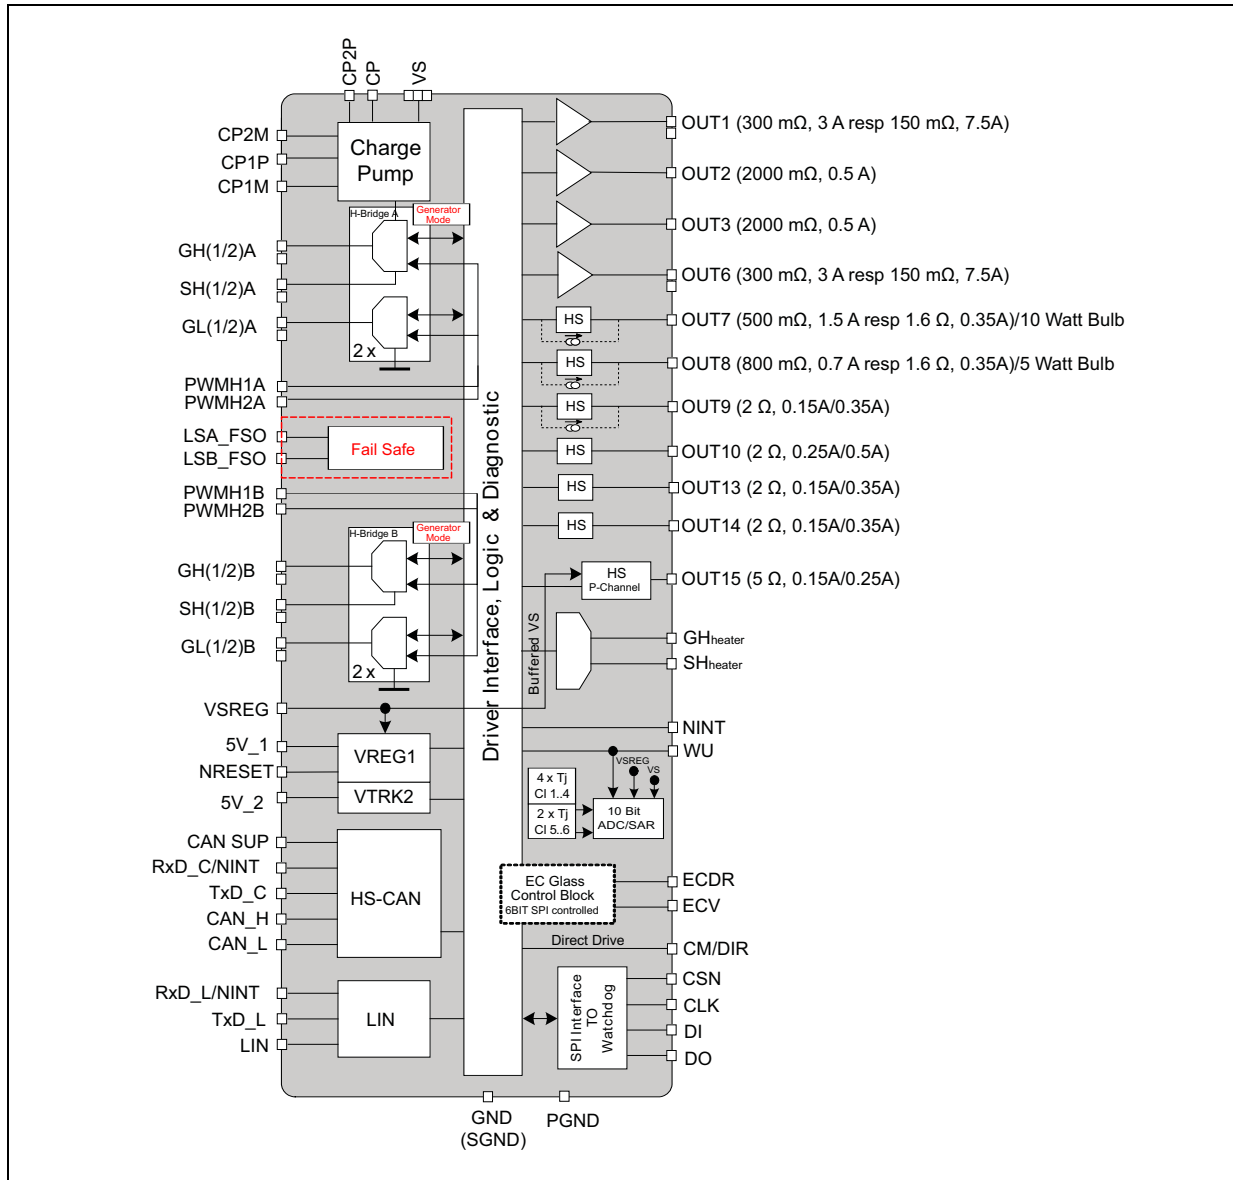 CP2P
CP
VS
CP2M
CP1P
CP1M
Charge
Pump
H-Bridge A
Generator
Mode
GH(1/2)A
SH(1/2)A
GL(1/2)A
2 x
PWMH1A
PWMH2A
LSA_FSO
LSB_FSO
Fail Safe
PWMH1B
PWMH2B
H-Bridge B
Generator
Mode
GH(1/2)B
SH(1/2)B
GL(1/2)B
2 x
VSREG
5V_1
NRESET
5V_2
VREG1
VTRK2
CAN SUP
RxD_C/NINT
TxD_C
CAN_H
CAN_L
HS-CAN
RxD_L/NINT
TxD_L
LIN
LIN
Driver Interface, Logic & Diagnostic
OUT1 (300 mΩ, 3 A resp 150 mΩ, 7.5A)
OUT2 (2000 mΩ, 0.5 A)
OUT3 (2000 mΩ, 0.5 A)
OUT6 (300 mΩ, 3 A resp 150 mΩ, 7.5A)
HS
OUT7 (500 mΩ, 1.5 A resp 1.6 Ω, 0.35A)/10 Watt Bulb
HS
OUT8 (800 mΩ, 0.7 A resp 1.6 Ω, 0.35A)/5 Watt Bulb
HS
OUT9 (2 Ω, 0.15A/0.35A)
HS
OUT10 (2 Ω, 0.25A/0.5A)
HS
OUT13 (2 Ω, 0.15A/0.35A)
HS
OUT14 (2 Ω, 0.15A/0.35A)
HS
P-Channel
OUT15 (5 Ω, 0.15A/0.25A)
Buffered VS
GHheater
SHheater
NINT
WU
VSREG
VS
4 x Tj
Cl 1..4
2 x Tj
Cl 5..6
10 Bit
ADC/SAR
EC Glass
Control Block
6BIT SPI controlled
ECDR
ECV
Direct Drive
CM/DIR
SPI Interface
TO
Watchdog
CSN
CLK
DI
DO
GND
(SGND)
PGND